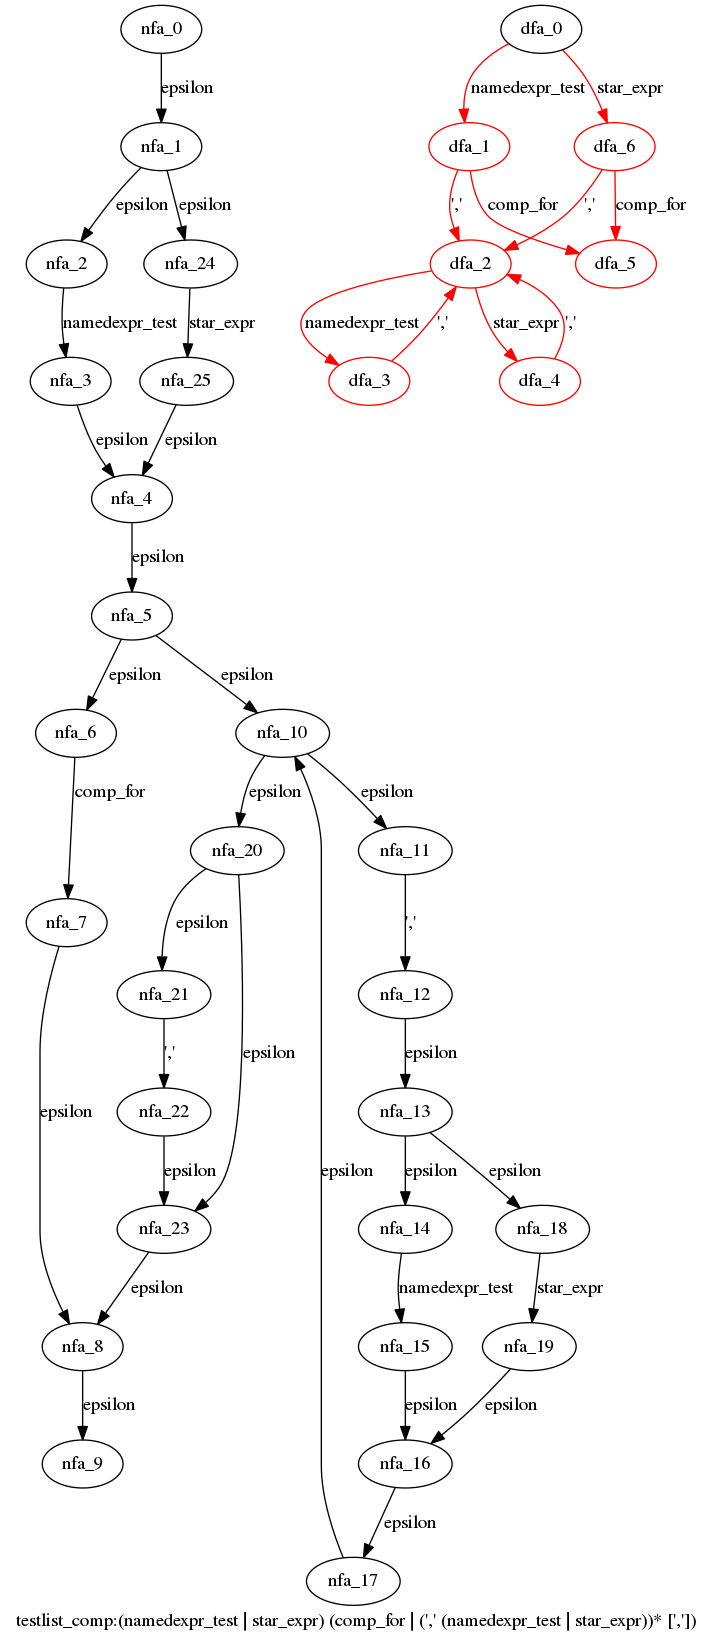 nfa_0
dfa_0
epsilon
namedexpr_test
star_expr
nfa_1
dfa_1
dfa_6
epsilon
epsilon
','
comp_for
','
comp_for
nfa_2
nfa_24
dfa_2
dfa_5
namedexpr_test
star_expr
namedexpr_test
','
star_expr
','
nfa_3
nfa_25
dfa_3
dfa_4
epsilon
epsilon
nfa_4
epsilon
nfa_5
epsilon
epsilon
nfa_6
nfa_10
comp_for
epsilon
epsilon
nfa_20
nfa_11
nfa_7
epsilon
','
nfa_21
nfa_12
','
epsilon
epsilon
epsilon
nfa_22
nfa_13
epsilon
epsilon
epsilon
epsilon
nfa_23
nfa_14
nfa_18
epsilon
namedexpr_test
star_expr
nfa_8
nfa_15
nfa_19
epsilon
epsilon
epsilon
nfa_9
nfa_16
epsilon
nfa_17
testlist_comp:(namedexpr_test | star_expr) (comp_for | (',' (namedexpr_test | star_expr))* [','])